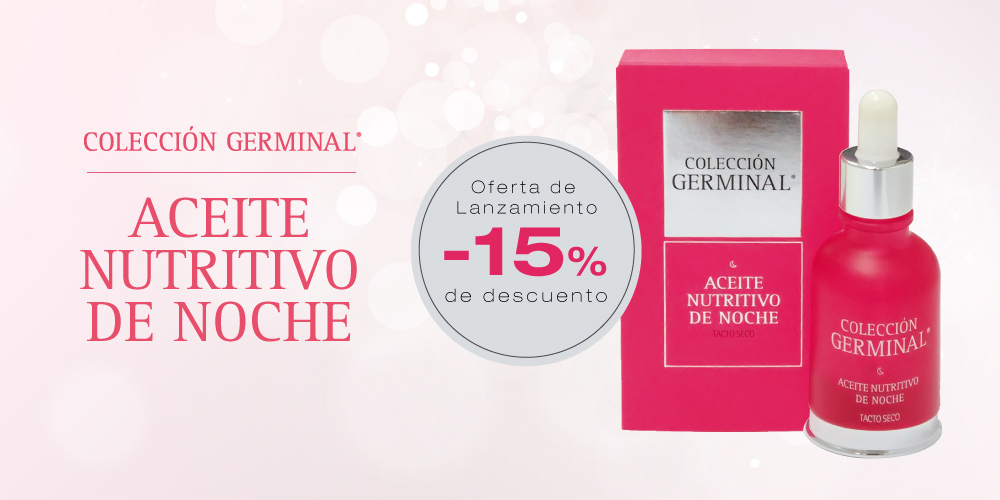 COLECCIÓN GERMINAL®
ACEITE
NUTRITIVO
DE NOCHE
Oferta de
Lanzamiento
-15%
de descuento
COLECCIÓN
GERMINAL®
ACEITE
NUTRITIVO
DE NOCHE
TACTO SECO
COLECCIÓN
GERMINAL®
ACEITE NUTRITIVO
DE NOCHE
TACTO SECO